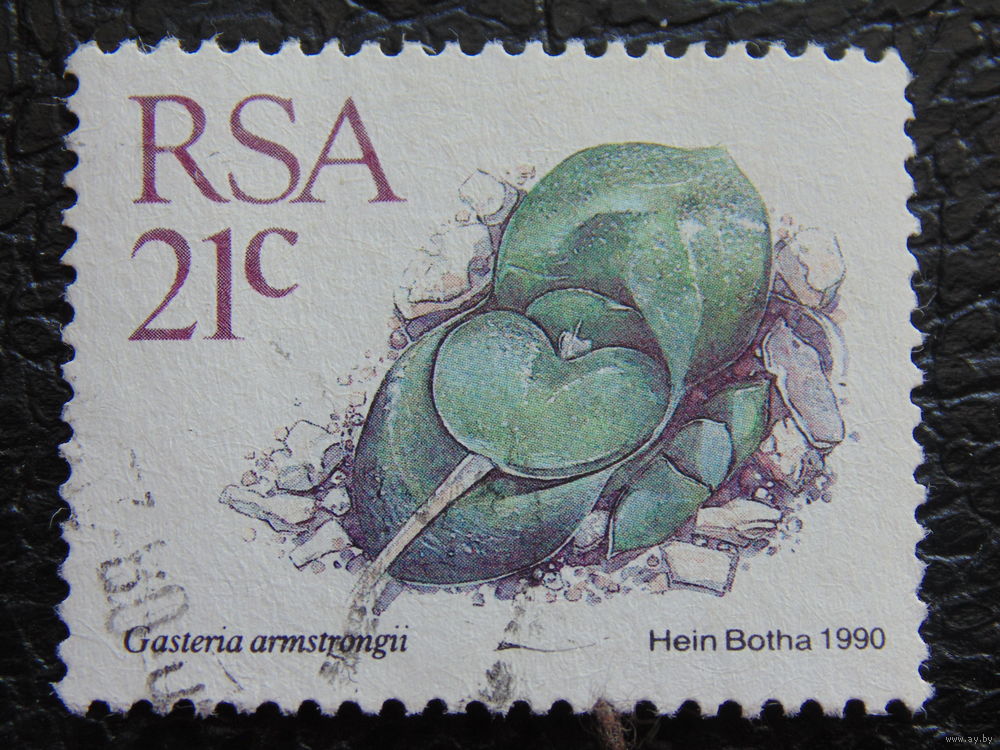 RSA
21c
Gasteria armstrongii
Hein Botha 1990
www.ay.by